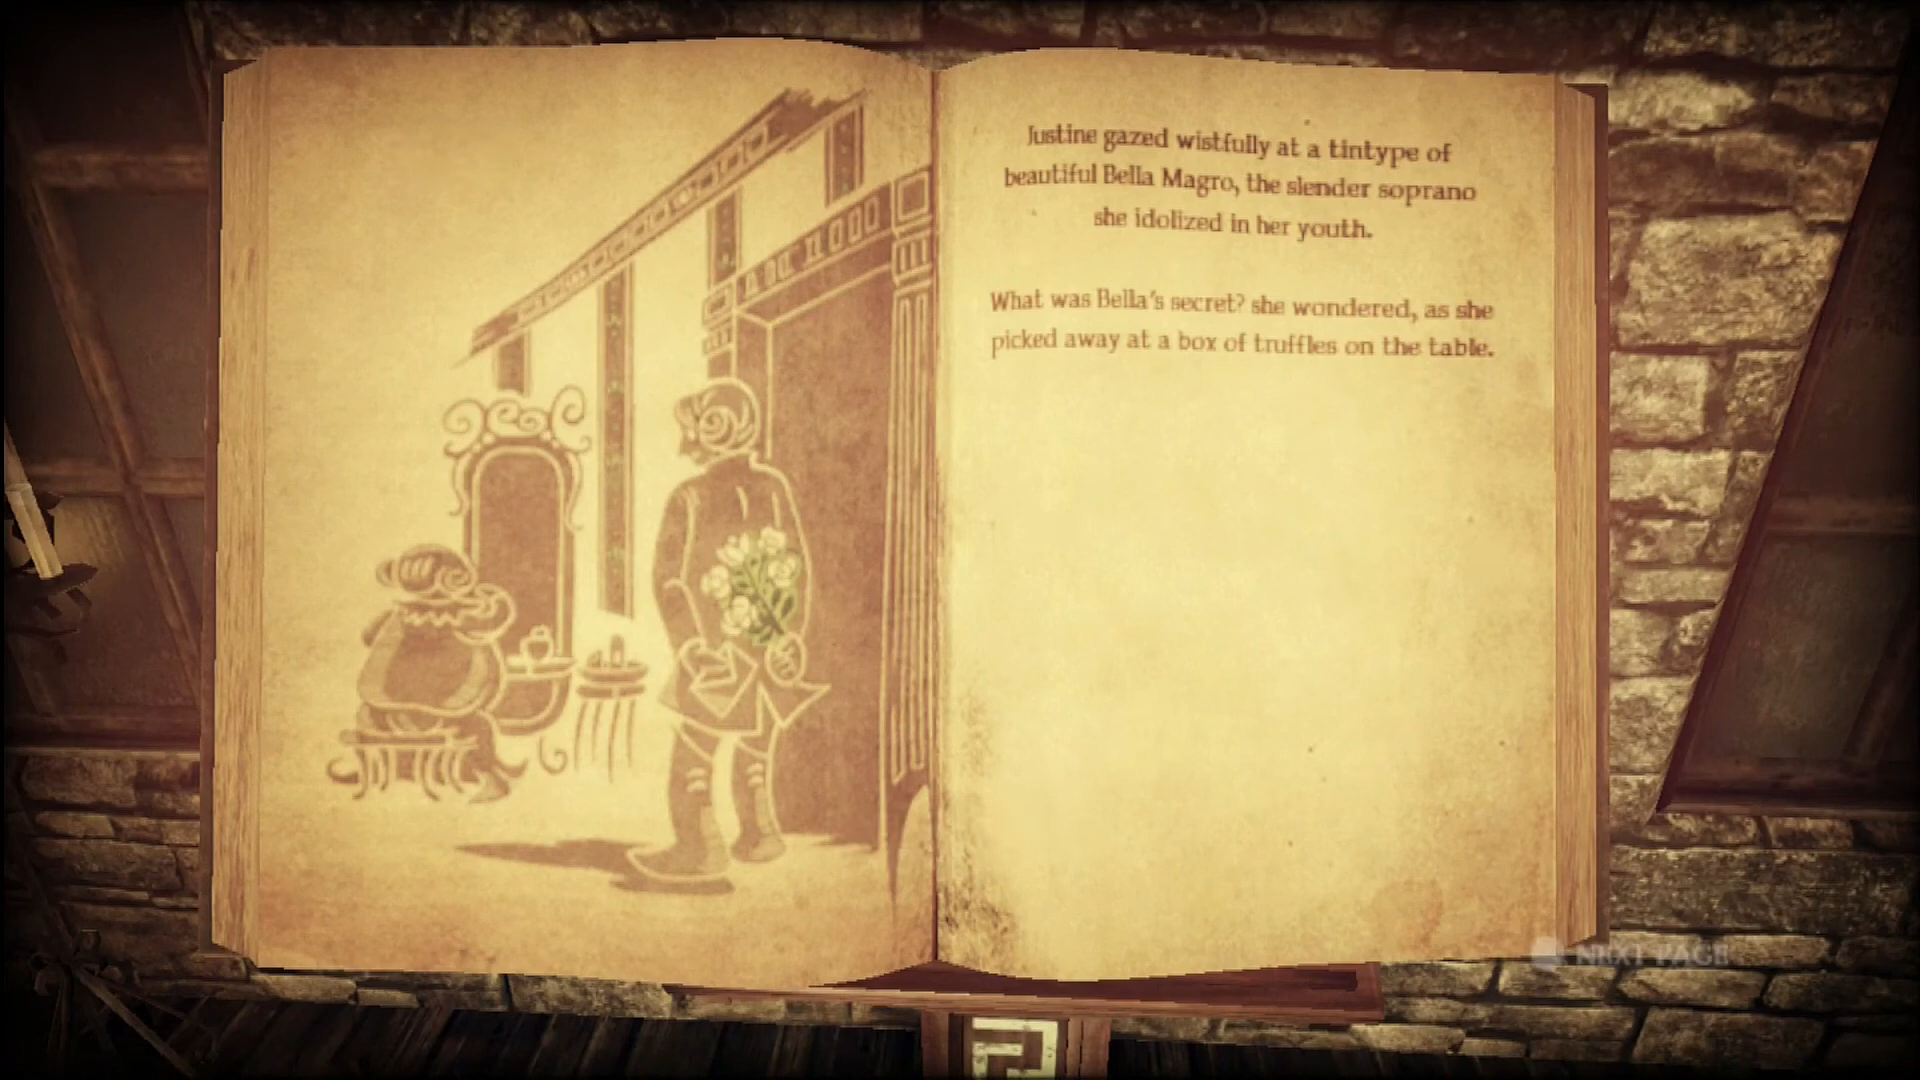 Justine gazed wistfully at a tintype of
beautiful Bella Magro, the slender soprano
she idolized in her youth.
What was Bella's secret? she wondered, as she
picked away at a box of truffles on the table.
NEXT PAGE